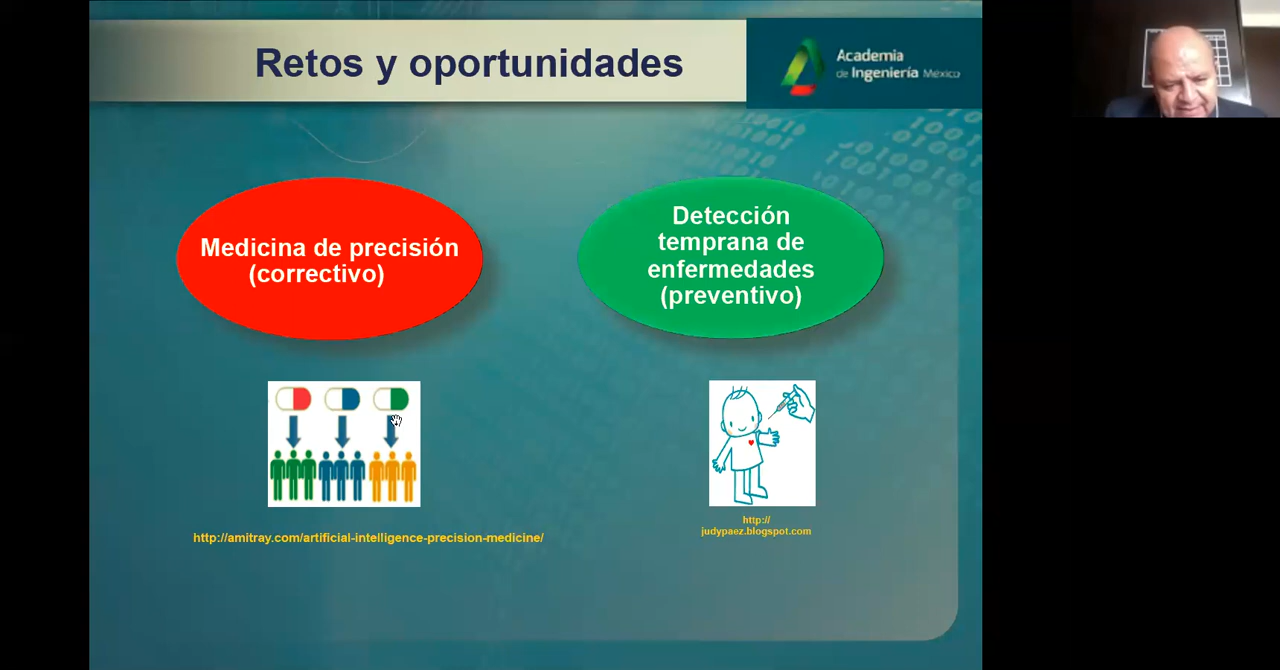 Retos y oportunidades
Academia
de Ingeniería México
Medicina de precisión
(correctivo)
Detección
temprana de
enfermedades
(preventivo)
http://amitray.com/artificial-intelligence-precision-medicine/
http://
judypaez.blogspot.com